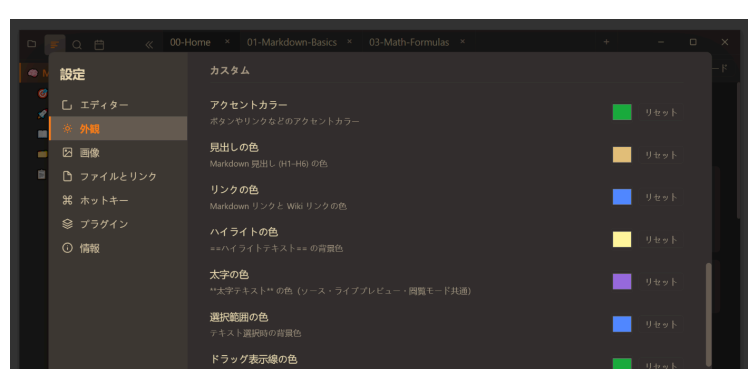 00-Home × 01-Markdown-Basics × 03-Math-Formulas ×
設定
エディター
外観
画像
ファイルとリンク
ホットキー
プラグイン
情報
カスタム
アクセントカラー リセット
ボタンやリンクなどのアクセントカラー
見出しの色 リセット
Markdown 見出し (H1–H6) の色
リンクの色 リセット
Markdown リンクと Wiki リンクの色
ハイライトの色 リセット
==ハイライトテキスト== の背景色
太字の色 リセット
**太字テキスト** の色 (ソース・ライブプレビュー・閲覧モード共通)
選択範囲の色 リセット
テキスト選択時の背景色
ドラッグ表示線の色 リセット